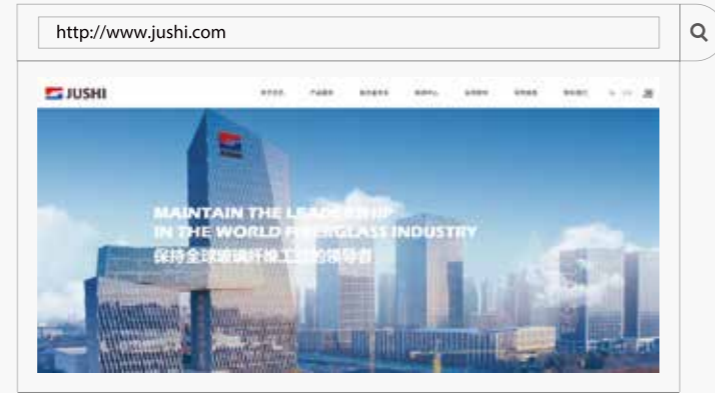 http://www.jushi.com
JUSHI
JUSHI
MAINTAIN THE LEADERSHIP
IN THE WORLD FIBERGLASS INDUSTRY
保持全球玻璃纤维工业的领导者